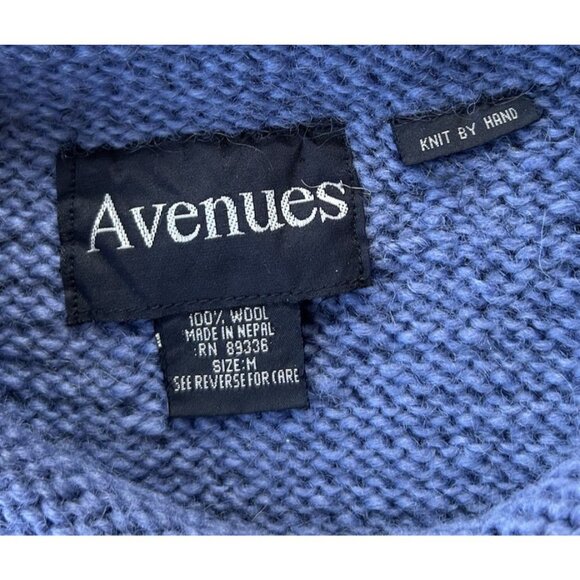 Avenues
KNIT BY HAND
100% WOOL
MADE IN NEPAL
RN 89336
SIZE:M
SEE REVERSE FOR CARE